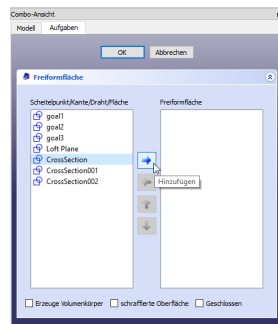 Combo-Ansicht
Modell Aufgaben
OK Abbrechen
Freiformfläche
Scheitelpunkt/Kante/Draht/Fläche Freiformfläche
goal1
goal2
goal3
Loft Plane
CrossSection
CrossSection001
Hinzufügen
CrossSection002
Erzeuge Volumenkörper schrafflerte Oberfläche Geschlossen